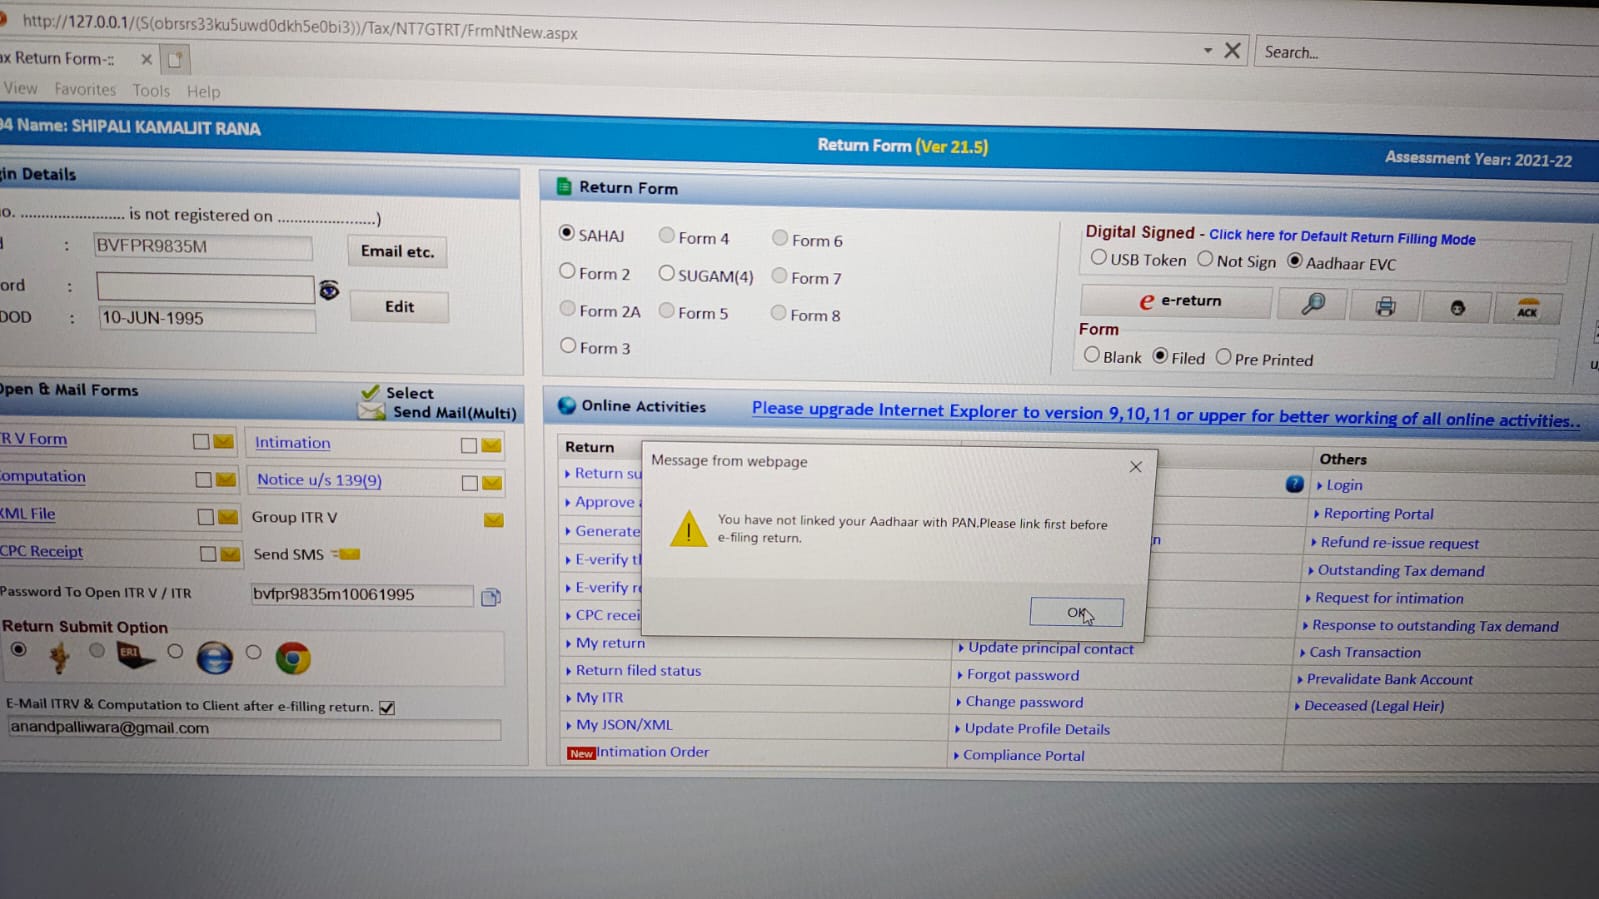 http://127.0.0.1/(S(obrsrs33ku5uwd0dkh5e0bi3))/Tax/NT7GTRT/FrmNtNew.aspx
Search...
ax Return Form-::
View Favorites Tools Help
94 Name: SHIPALI KAMALJIT RANA
Return Form (Ver 21.5)
Assessment Year: 2021-22
gin Details
no. .......................... is not registered on ........................)
: BVFPR9835M
Email etc.
ord :
DOD : 10-JUN-1995
Edit
Return Form
SAHAJ Form 4 Form 6
Form 2 SUGAM(4) Form 7
Form 2A Form 5 Form 8
Form 3
Digital Signed - Click here for Default Return Filling Mode
USB Token Not Sign Aadhaar EVC
e e-return
ACK
Form
Blank Filed Pre Printed
Open & Mail Forms
Select
Send Mail(Multi)
TR V Form
Intimation
Computation
Notice u/s 139(9)
XML File
Group ITR V
CPC Receipt
Send SMS
Password To Open ITR V / ITR
bvfpr9835m10061995
Return Submit Option
ERI
E-Mail ITRV & Computation to Client after e-filling return.
anandpalliwara@gmail.com
Online Activities
Please upgrade Internet Explorer to version 9,10,11 or upper for better working of all online activities..
Return
Return su
Approve a
Generate
E-verify th
E-verify re
CPC recei
My return
Return filed status
My ITR
My JSON/XML
New Intimation Order
Message from webpage
You have not linked your Aadhaar with PAN.Please link first before
e-filing return.
OK
n
Update principal contact
Forgot password
Change password
Update Profile Details
Compliance Portal
Others
? Login
Reporting Portal
Refund re-issue request
Outstanding Tax demand
Request for intimation
Response to outstanding Tax demand
Cash Transaction
Prevalidate Bank Account
Deceased (Legal Heir)